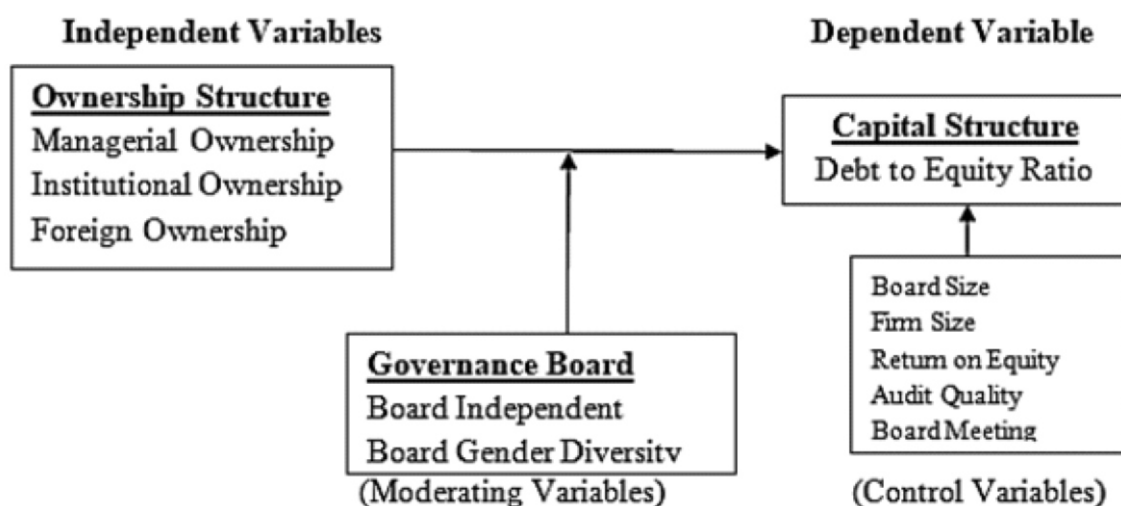 Independent Variables
Ownership Structure
Managerial Ownership
Institutional Ownership
Foreign Ownership
Dependent Variable
Capital Structure
Debt to Equity Ratio
Governance Board
Board Independent
Board Gender Diversity
(Moderating Variables)
Board Size
Firm Size
Return on Equity
Audit Quality
Board Meeting
(Control Variables)